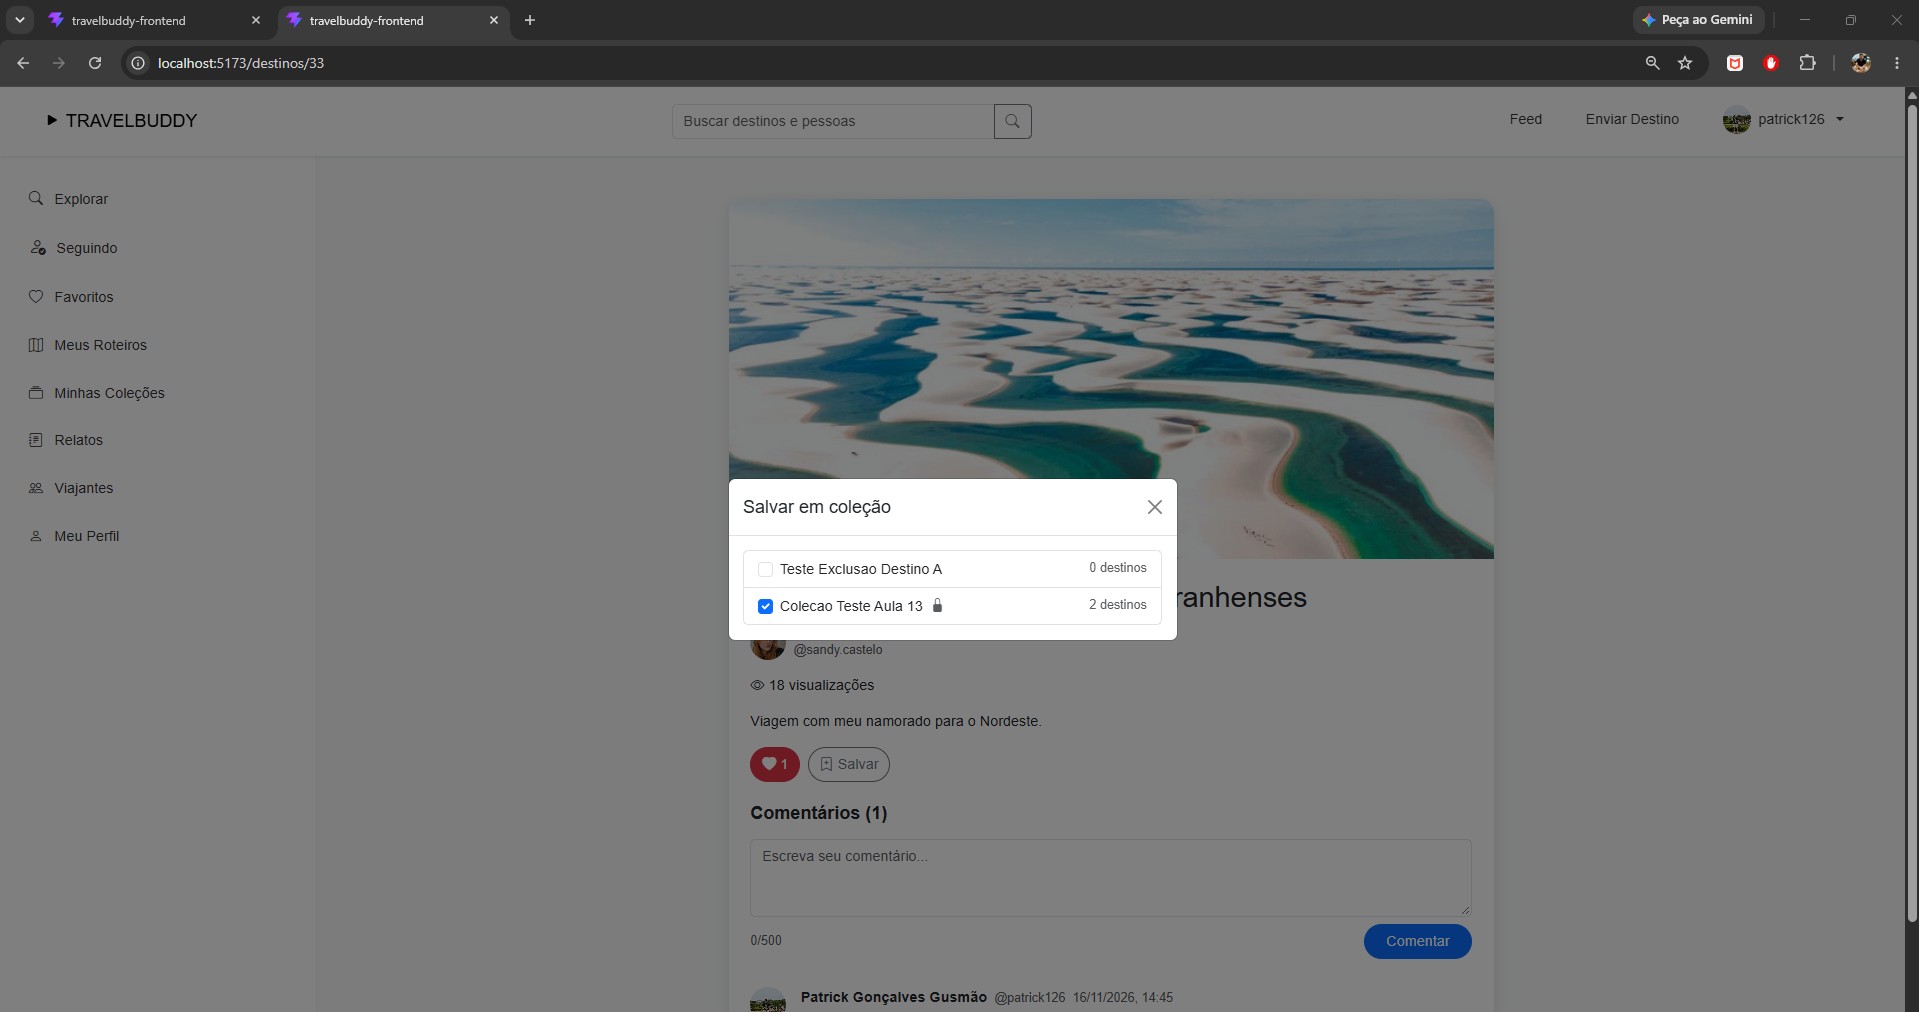 travelbuddy-frontend
travelbuddy-frontend
Peça ao Gemini
localhost:5173/destinos/33
TRAVELBUDDY
Buscar destinos e pessoas
Feed
Enviar Destino
patrick126
Explorar
Seguindo
Favoritos
Meus Roteiros
Minhas Coleções
Relatos
Viajantes
Meu Perfil
Salvar em coleção
Teste Exclusao Destino A
0 destinos
Colecao Teste Aula 13
2 destinos
ranhenses
@sandy.castelo
18 visualizações
Viagem com meu namorado para o Nordeste.
1
Salvar
Comentários (1)
Escreva seu comentário...
0/500
Comentar
Patrick Gonçalves Gusmão @patrick126 16/11/2026, 14:45